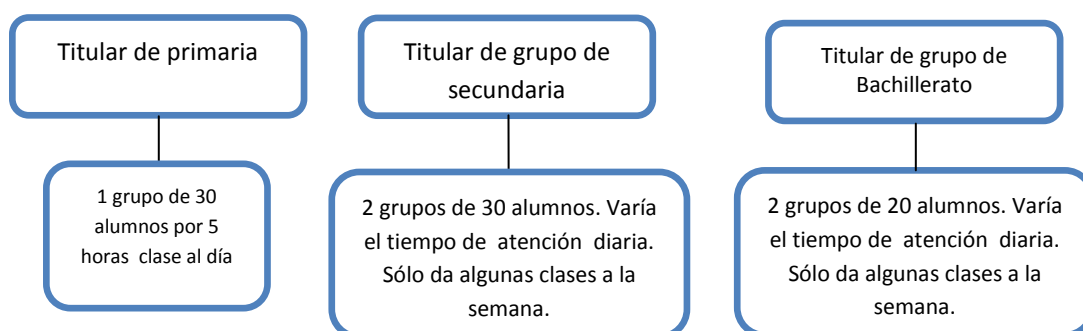 Titular de primaria
1 grupo de 30
alumnos por 5
horas clase al día
Titular de grupo de
secundaria
2 grupos de 30 alumnos. Varía
el tiempo de atención diaria.
Sólo da algunas clases a la
semana.
Titular de grupo de
Bachillerato
2 grupos de 20 alumnos. Varía
el tiempo de atención diaria.
Sólo da algunas clases a la
semana.